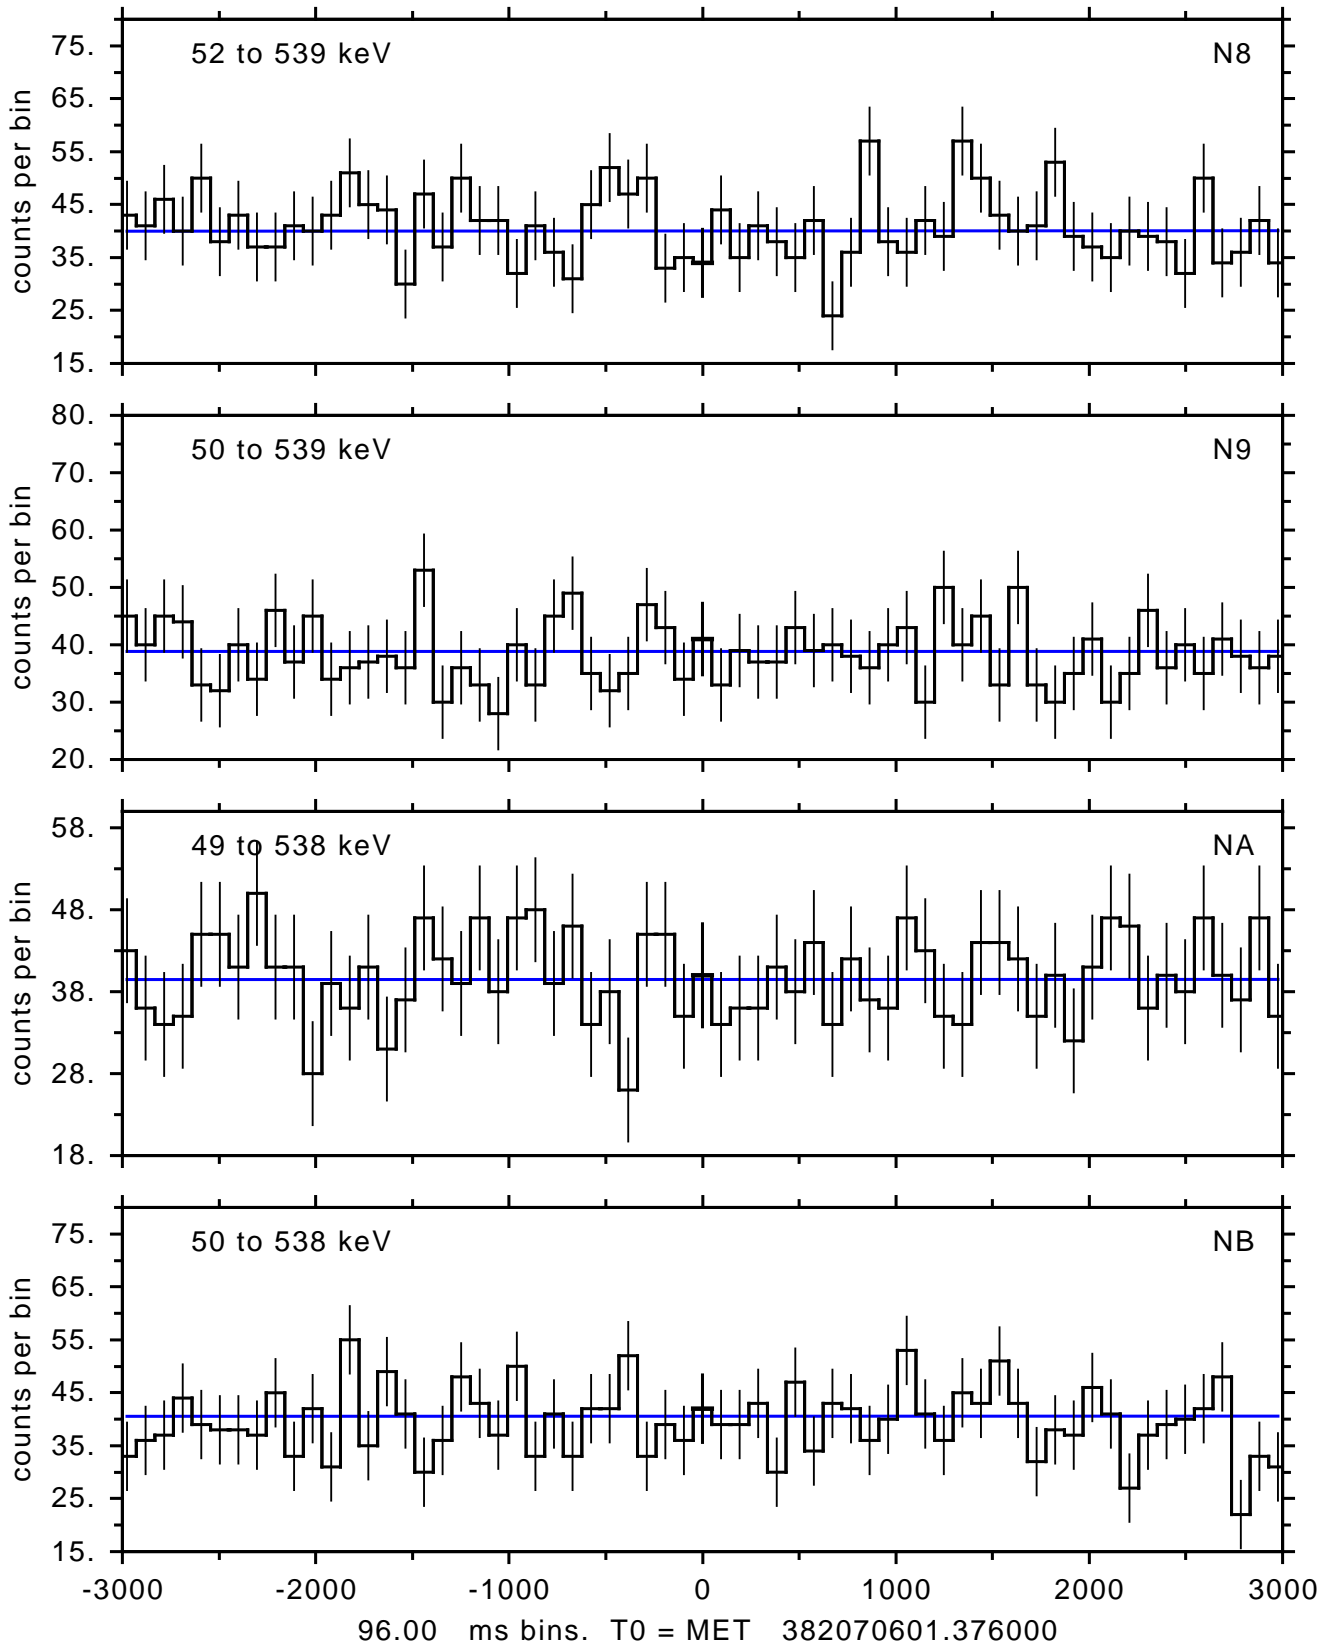 52 to 539 keV N8
75.
65.
55.
45.
35.
25.
15.
counts per bin
50 to 539 keV N9
80.
70.
60.
50.
40.
30.
20.
counts per bin
49 to 538 keV NA
58.
48.
38.
28.
18.
counts per bin
50 to 538 keV NB
75.
65.
55.
45.
35.
25.
15.
counts per bin
-3000 -2000 -1000 0 1000 2000 3000
96.00 ms bins. T0 = MET 382070601.376000